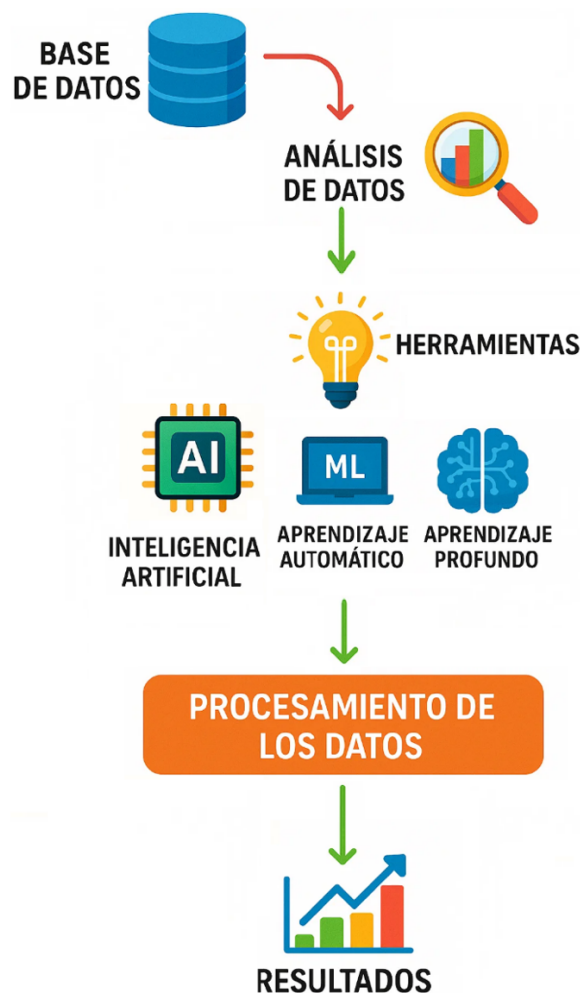 BASE
DE DATOS
ANÁLISIS
DE DATOS
HERRAMIENTAS
AI
INTELIGENCIA
ARTIFICIAL
ML
APRENDIZAJE
AUTOMÁTICO
APRENDIZAJE
PROFUNDO
PROCESAMIENTO DE
LOS DATOS
RESULTADOS